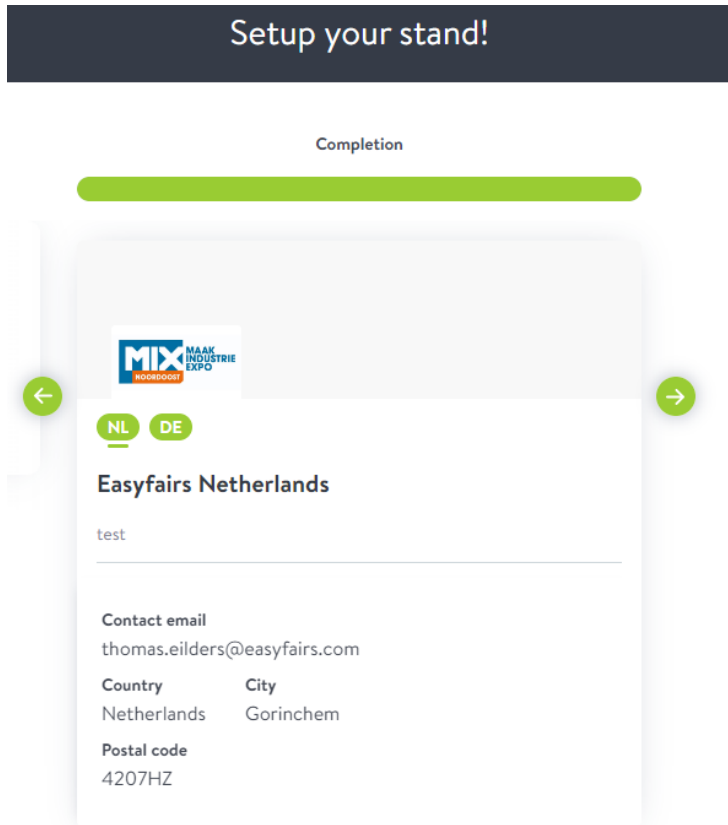 Setup your stand!
Completion
MIX MAAK
INDUSTRIE
EXPO
NOORDOOST
NL DE
Easyfairs Netherlands
test
Contact email
thomas.eilders@easyfairs.com
Country City
Netherlands Gorinchem
Postal code
4207HZ